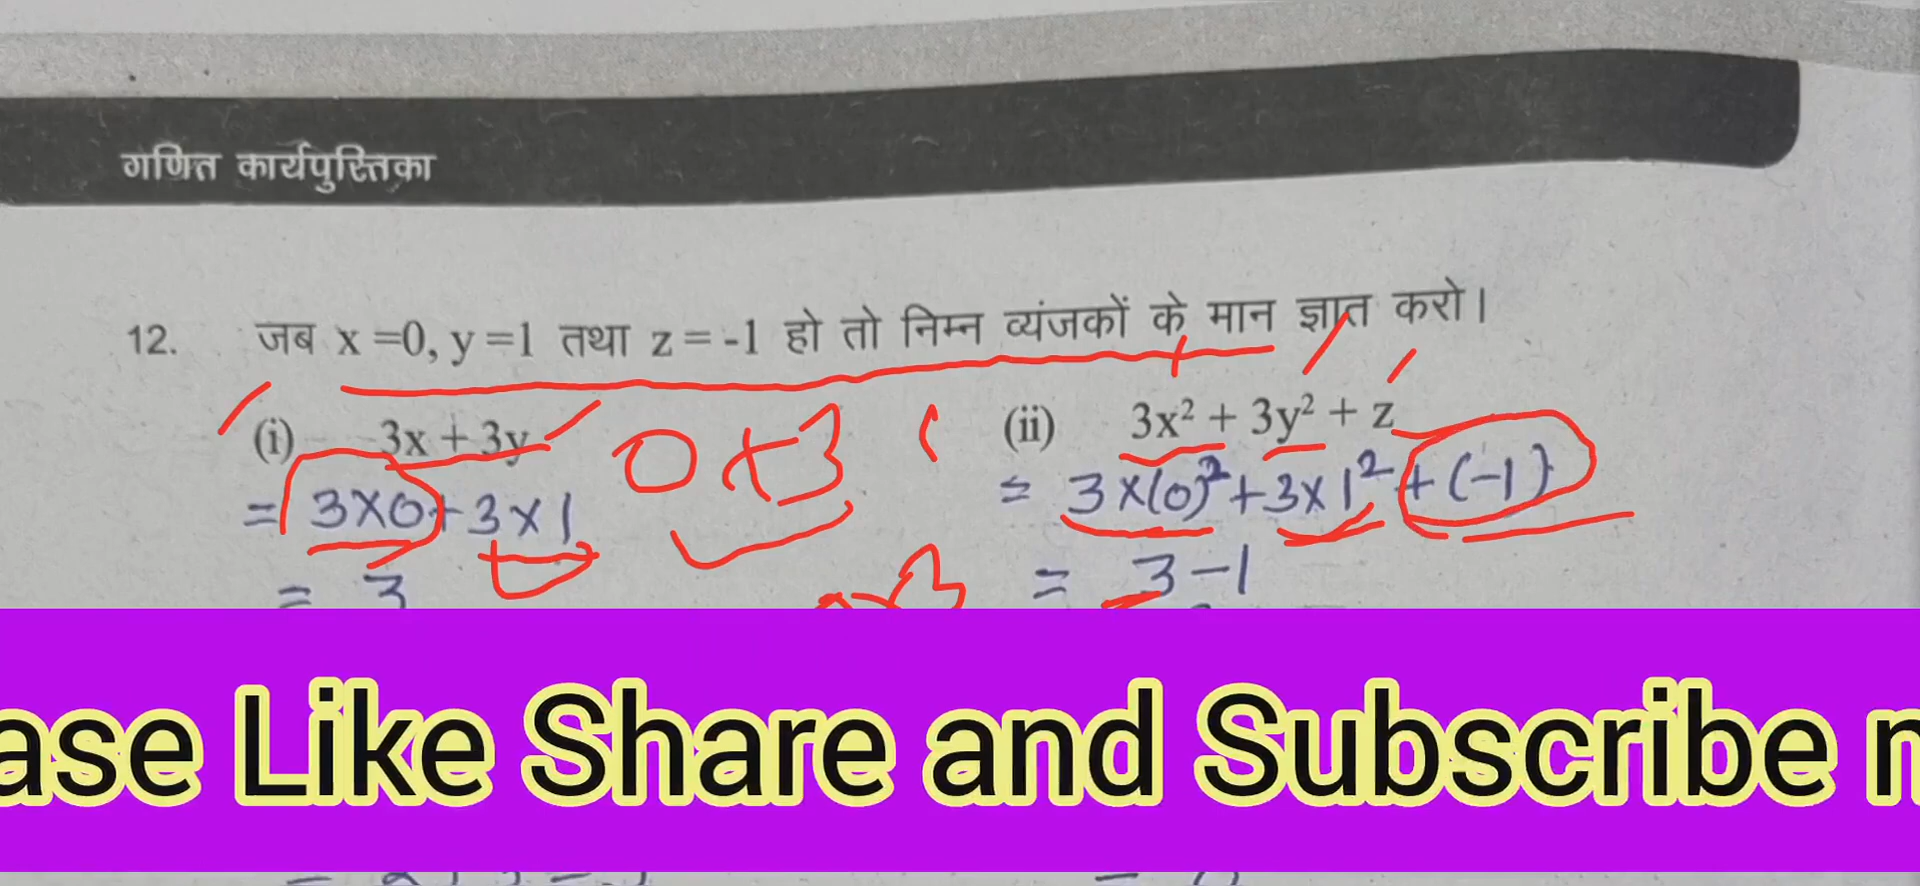 गणित कार्यपुस्तिका
12. जब x =0, y =1 तथा z = -1 हो तो निम्न व्यंजकों के मान ज्ञात करो।
(i) 3x + 3y 0 + 3 (ii) 3x² + 3y² + z
= 3×0+3×1 = 3×(0)²+3×1²+(-1)
= 3 = 3-1
ase Like Share and Subscribe